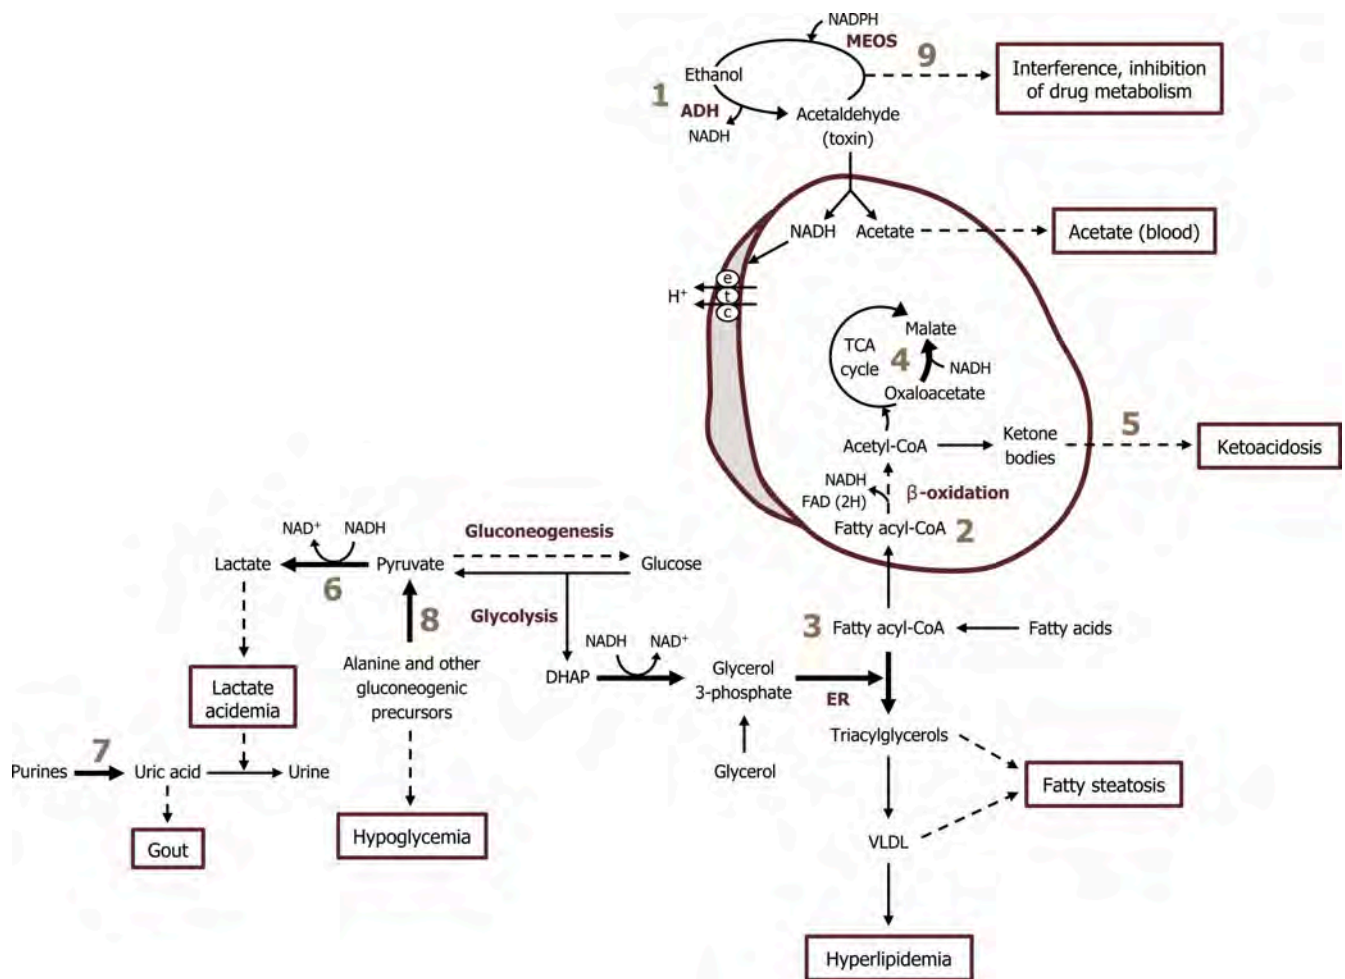 NADPH
MEOS
9
Ethanol
Interference, inhibition
of drug metabolism
1
ADH
NADH
Acetaldehyde
(toxin)
NADH
Acetate
Acetate (blood)
e
t
c
H⁺
Malate
TCA
cycle
4
NADH
Oxaloacetate
5
Acetyl-CoA
Ketone
bodies
Ketoacidosis
NADH
FAD (2H)
β-oxidation
Fatty acyl-CoA
2
NAD⁺
NADH
Gluconeogenesis
Lactate
Pyruvate
Glucose
6
8
Glycolysis
3
Fatty acyl-CoA
Fatty acids
NADH
NAD⁺
Alanine and other
gluconeogenic
precursors
DHAP
Glycerol
3-phosphate
ER
Lactate
acidemia
Triacylglycerols
7
Purines
Uric acid
Urine
Glycerol
Fatty steatosis
Gout
Hypoglycemia
VLDL
Hyperlipidemia